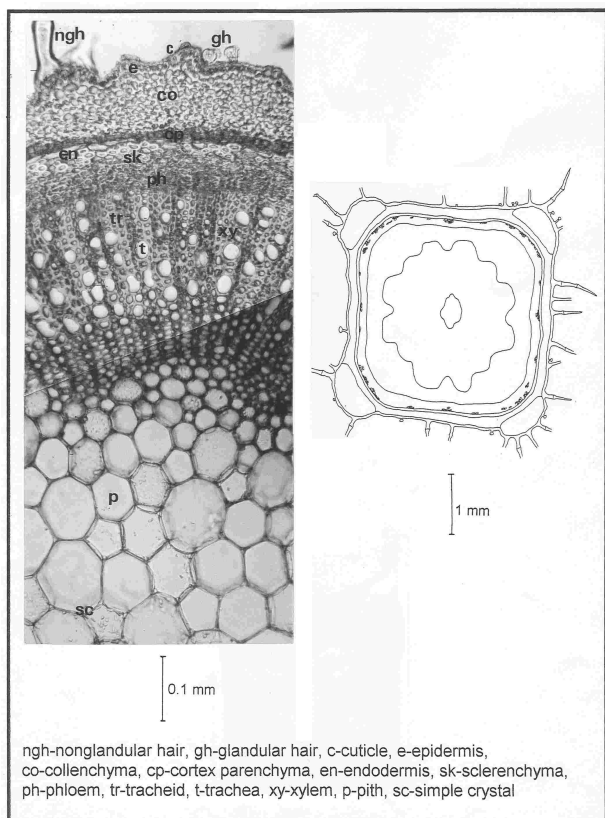 ngh
c
gh
e
co
cp
en
sk
ph
tr
xy
t
p
sc
0.1 mm
1 mm
ngh-nonglandular hair, gh-glandular hair, c-cuticle, e-epidermis,
co-collenchyma, cp-cortex parenchyma, en-endodermis, sk-sclerenchyma,
ph-phloem, tr-tracheid, t-trachea, xy-xylem, p-pith, sc-simple crystal